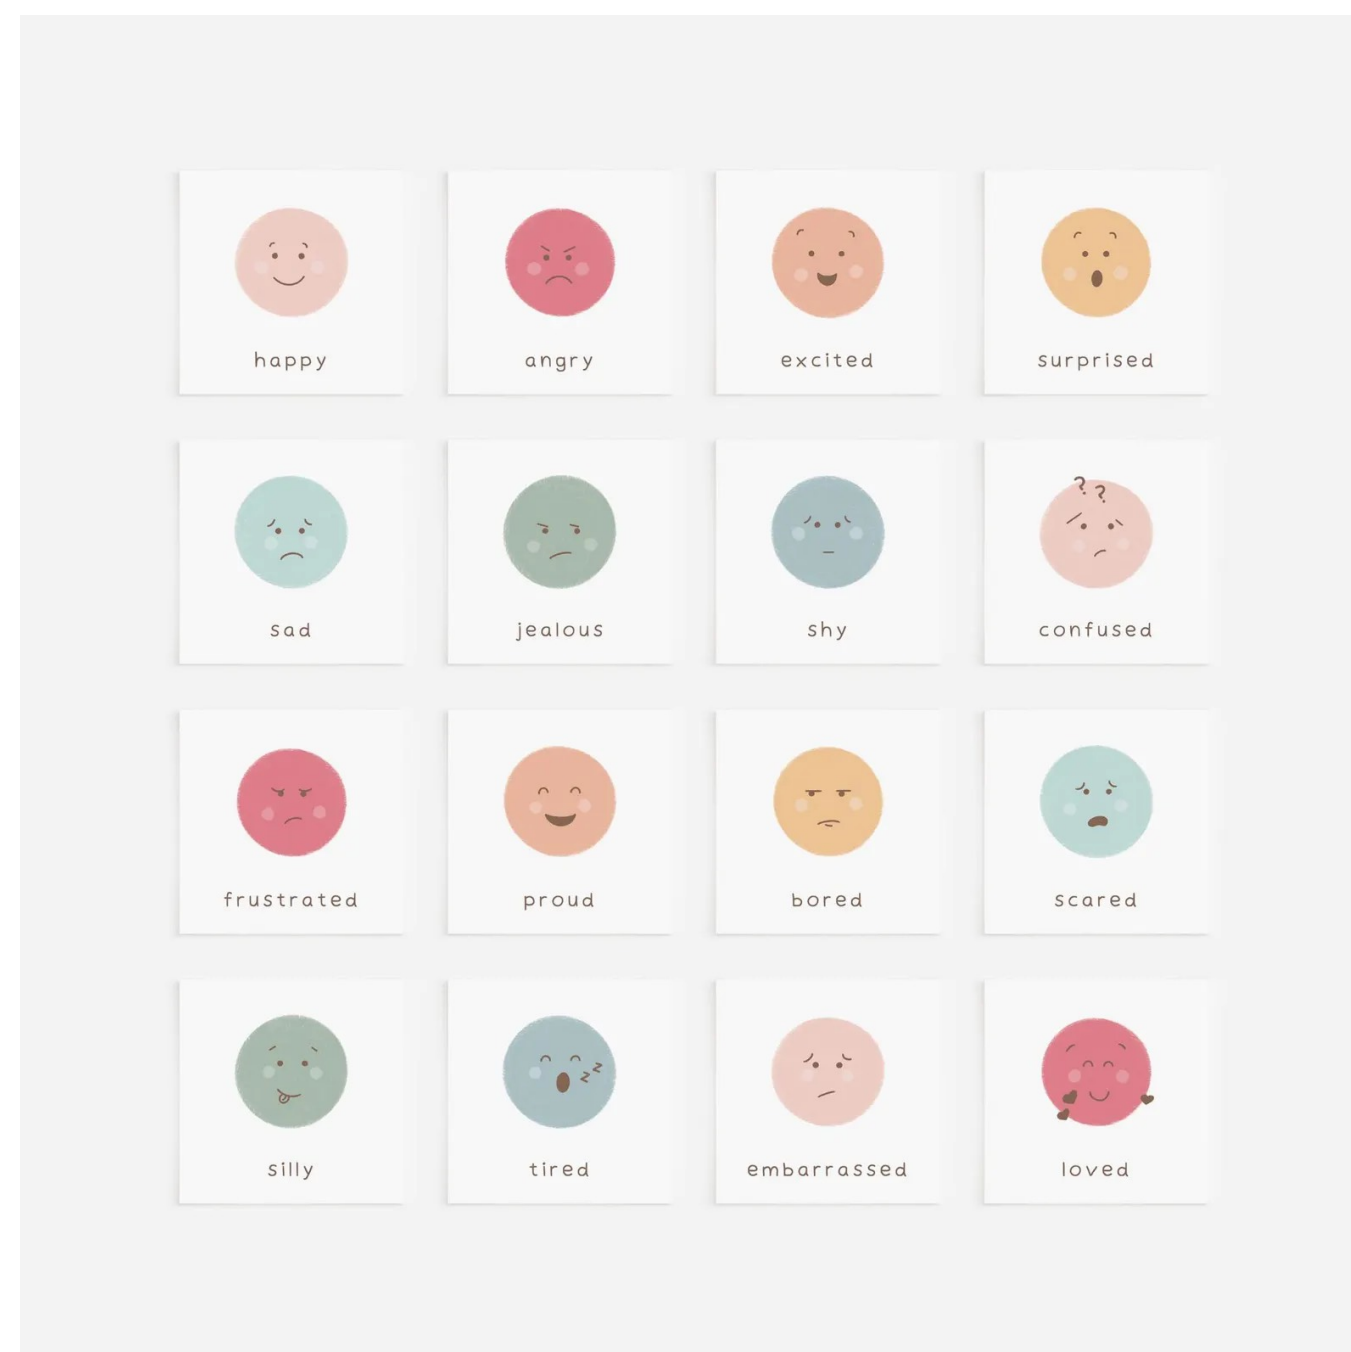 happy
angry
excited
surprised
sad
jealous
shy
? ?
confused
frustrated
proud
bored
scared
silly
z z
tired
embarrassed
loved